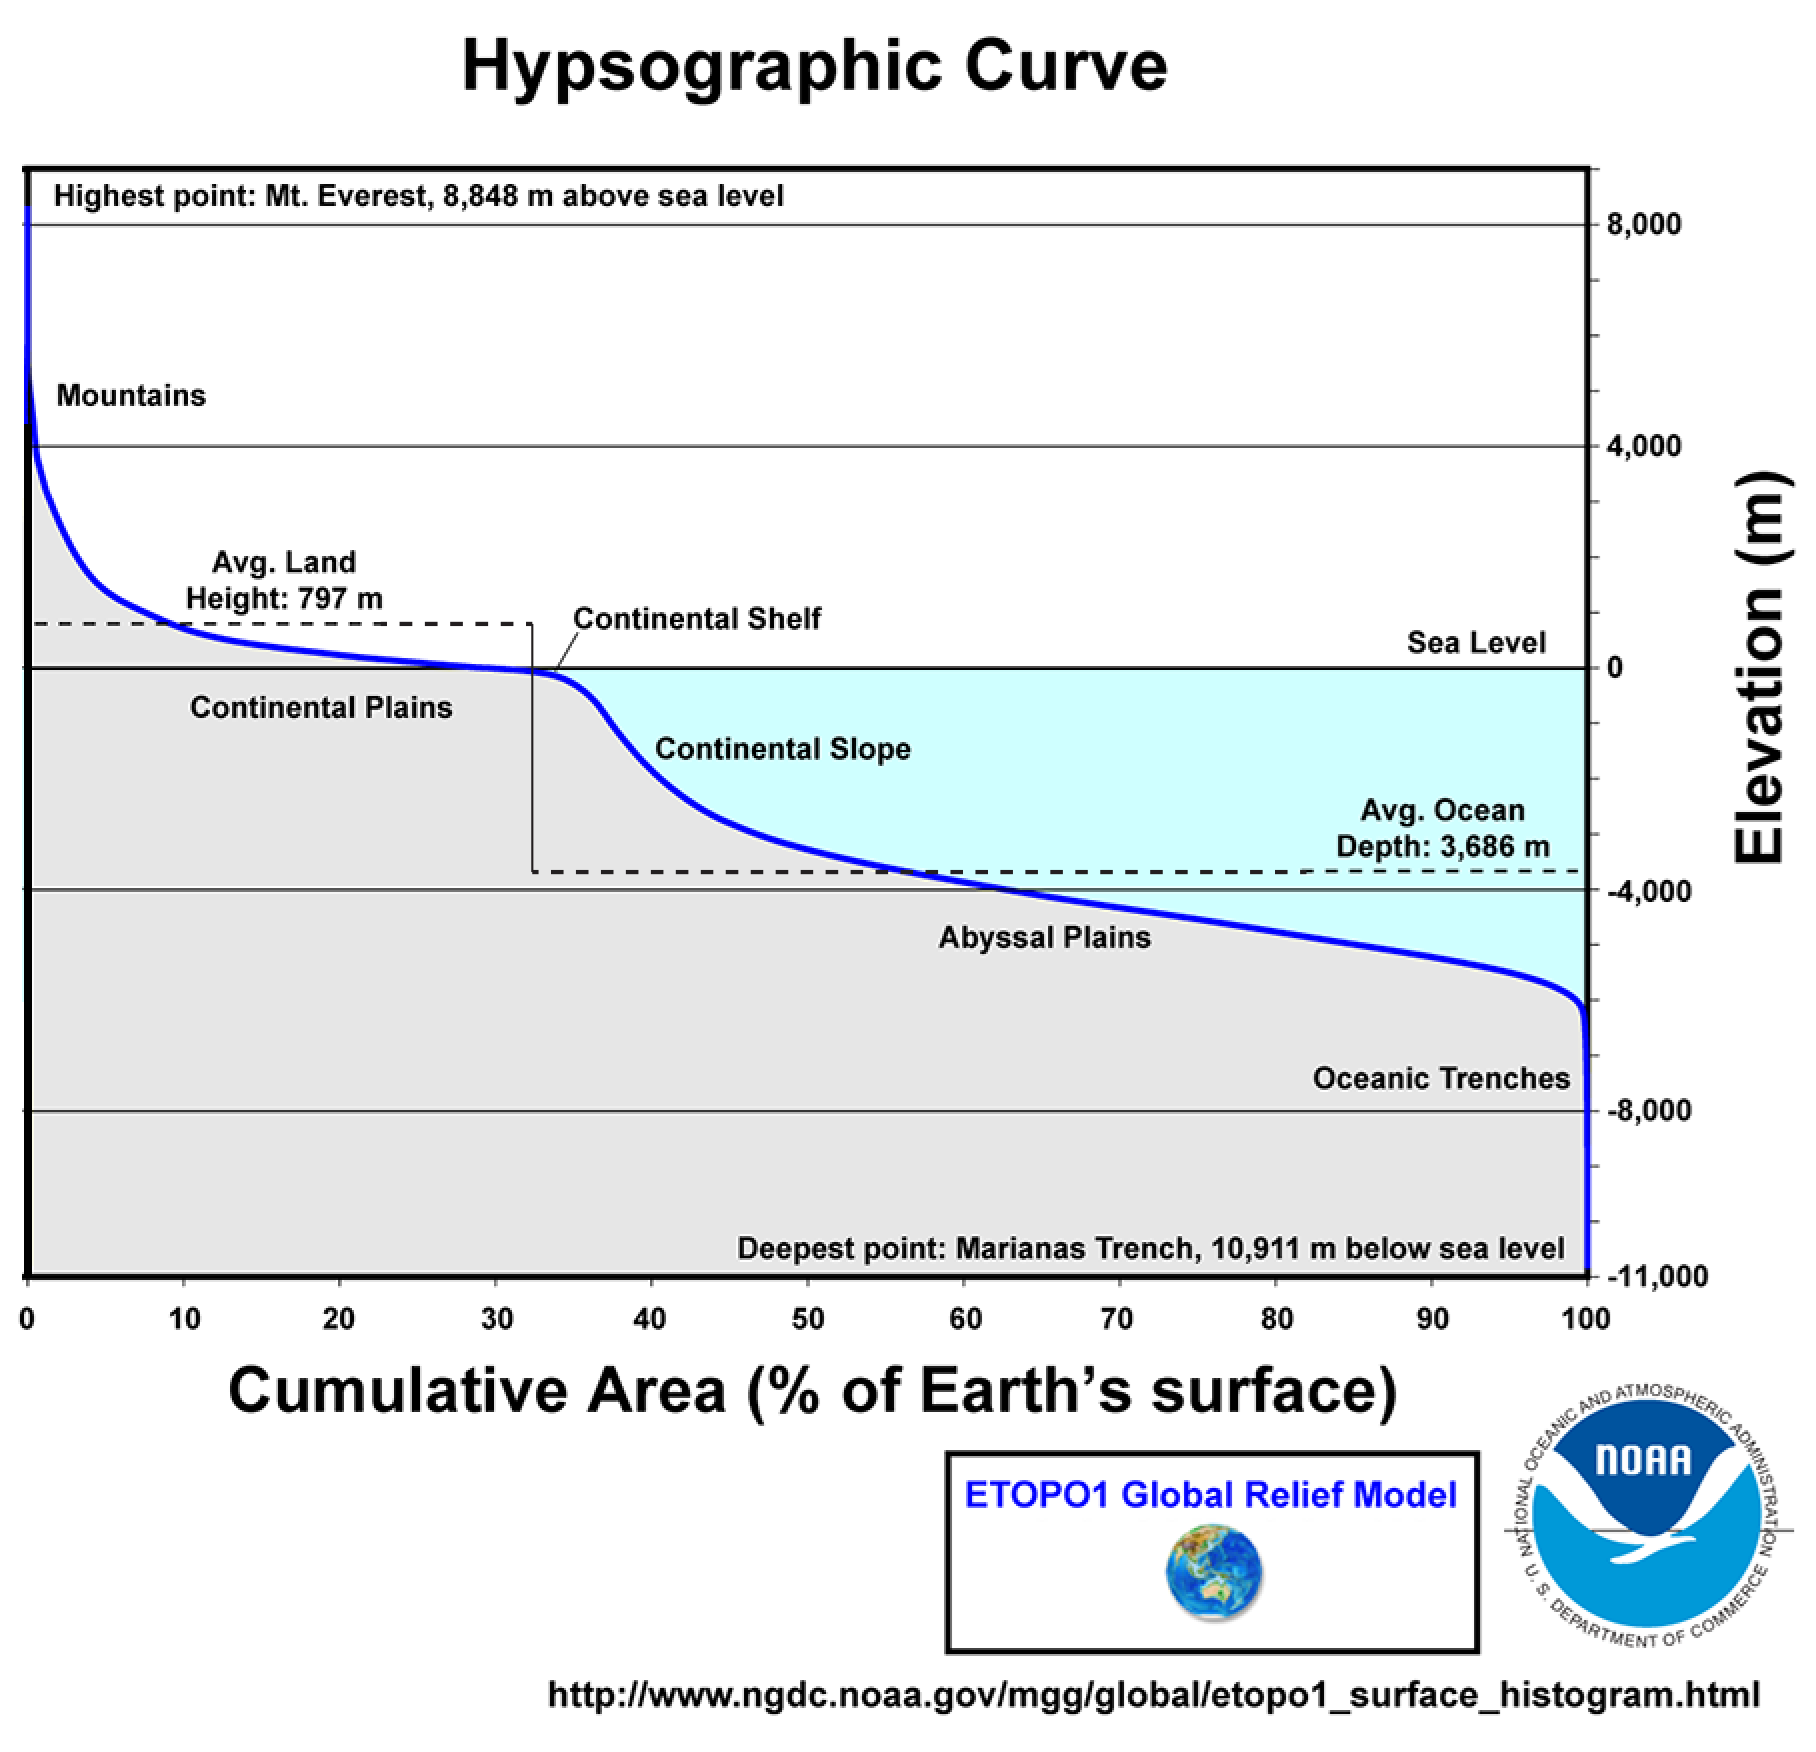 Hypsographic Curve
Highest point: Mt. Everest, 8,848 m above sea level
8,000
Mountains
4,000
Avg. Land
Height: 797 m
Continental Shelf
Sea Level
0
Continental Plains
Continental Slope
Avg. Ocean
Depth: 3,686 m
-4,000
Abyssal Plains
Oceanic Trenches
-8,000
Deepest point: Marianas Trench, 10,911 m below sea level
-11,000
Elevation (m)
0 10 20 30 40 50 60 70 80 90 100
Cumulative Area (% of Earth’s surface)
ETOPO1 Global Relief Model
NATIONAL OCEANIC AND ATMOSPHERIC ADMINISTRATION
NOAA
U. S. DEPARTMENT OF COMMERCE
http://www.ngdc.noaa.gov/mgg/global/etopo1_surface_histogram.html